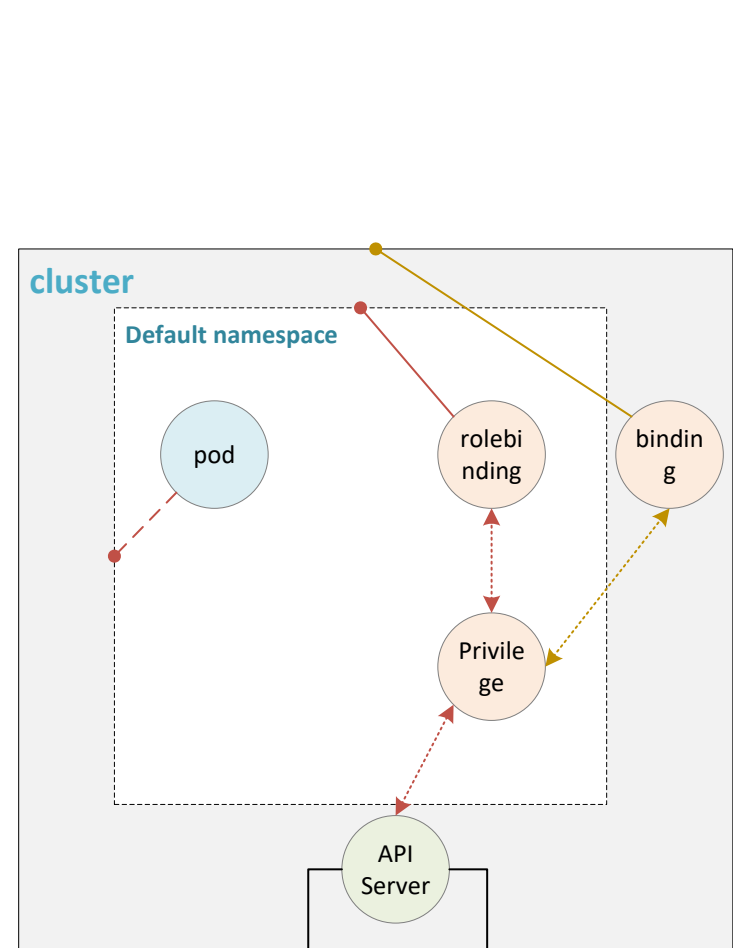 cluster
Default namespace
pod
rolebi
nding
bindin
g
Privile
ge
API
Server